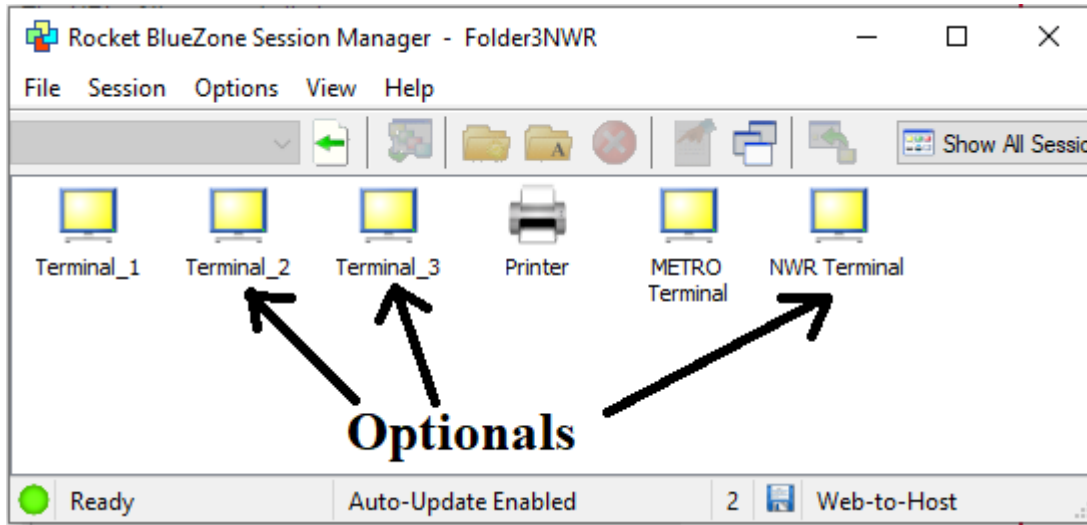 Rocket BlueZone Session Manager - Folder3NWR
File Session Options View Help
A
Show All Sessio
Terminal_1 Terminal_2 Terminal_3 Printer METRO Terminal NWR Terminal
Optionals
Ready Auto-Update Enabled 2 Web-to-Host